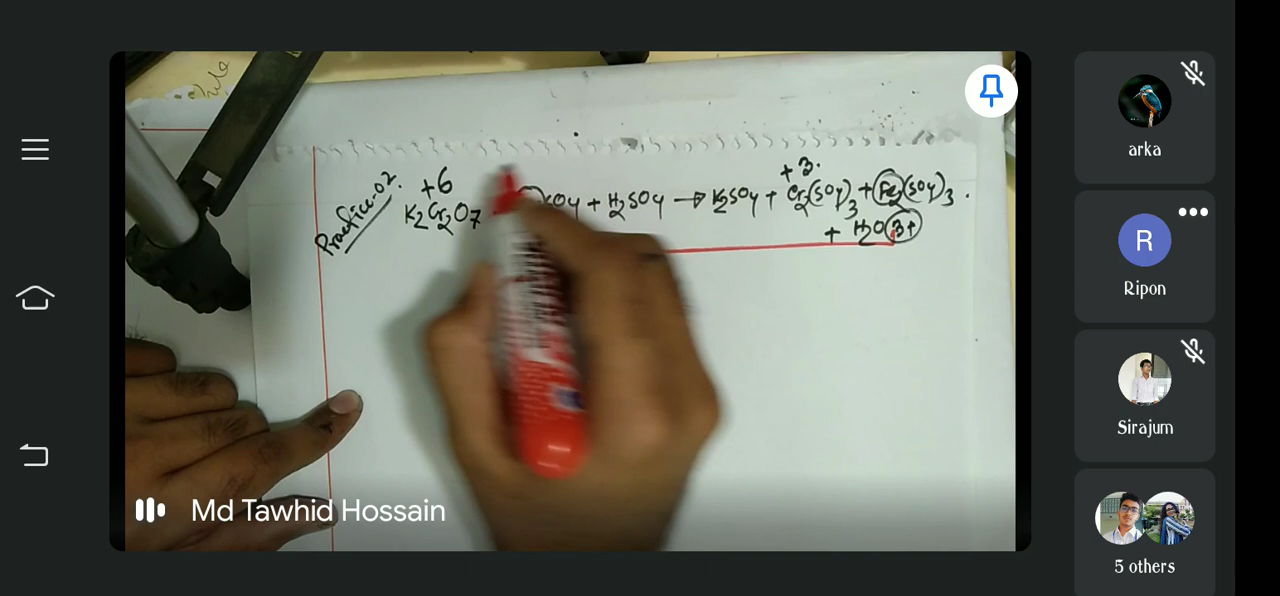 Practice-02.
+6
+3.
K2Cr2O7 SO4 + H2SO4 → K2SO4 + Cr2(SO4)3 + Fe2(SO4)3.
+ H2O 3+
Md Tawhid Hossain
arka
R
Ripon
Sirajum
5 others